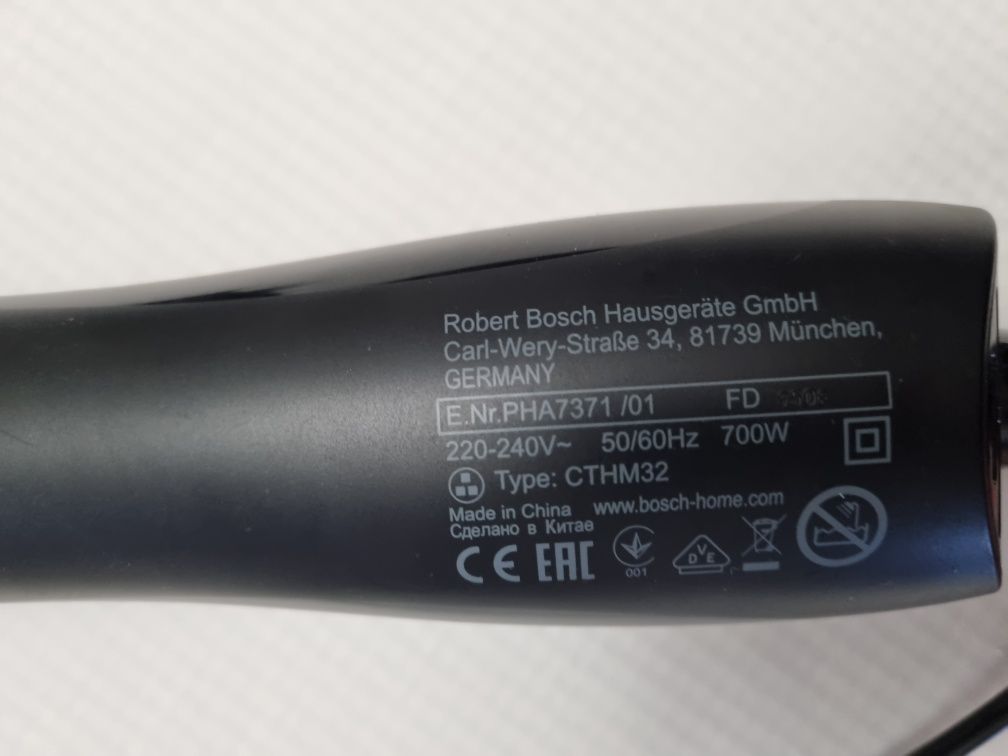 Robert Bosch Hausgeräte GmbH
Carl-Wery-Straße 34, 81739 München,
GERMANY
E.Nr.PHA7371 /01 FD
220-240V~ 50/60Hz 700W
Type: CTHM32
Made in China www.bosch-home.com
Сделано в Китае
CE EAC 001 DVE